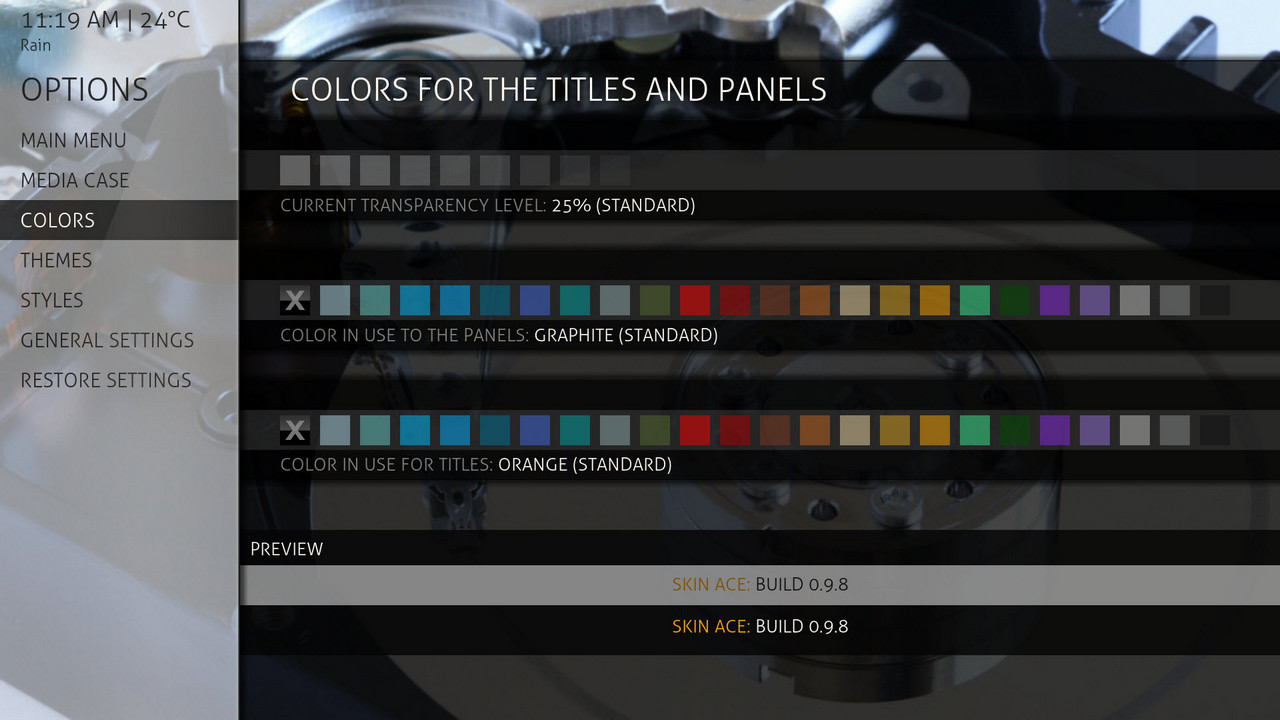 11:19 AM | 24°C
Rain
OPTIONS
MAIN MENU
MEDIA CASE
COLORS
THEMES
STYLES
GENERAL SETTINGS
RESTORE SETTINGS
COLORS FOR THE TITLES AND PANELS
CURRENT TRANSPARENCY LEVEL: 25% (STANDARD)
X
COLOR IN USE TO THE PANELS: GRAPHITE (STANDARD)
X
COLOR IN USE FOR TITLES: ORANGE (STANDARD)
PREVIEW
SKIN ACE: BUILD 0.9.8
SKIN ACE: BUILD 0.9.8